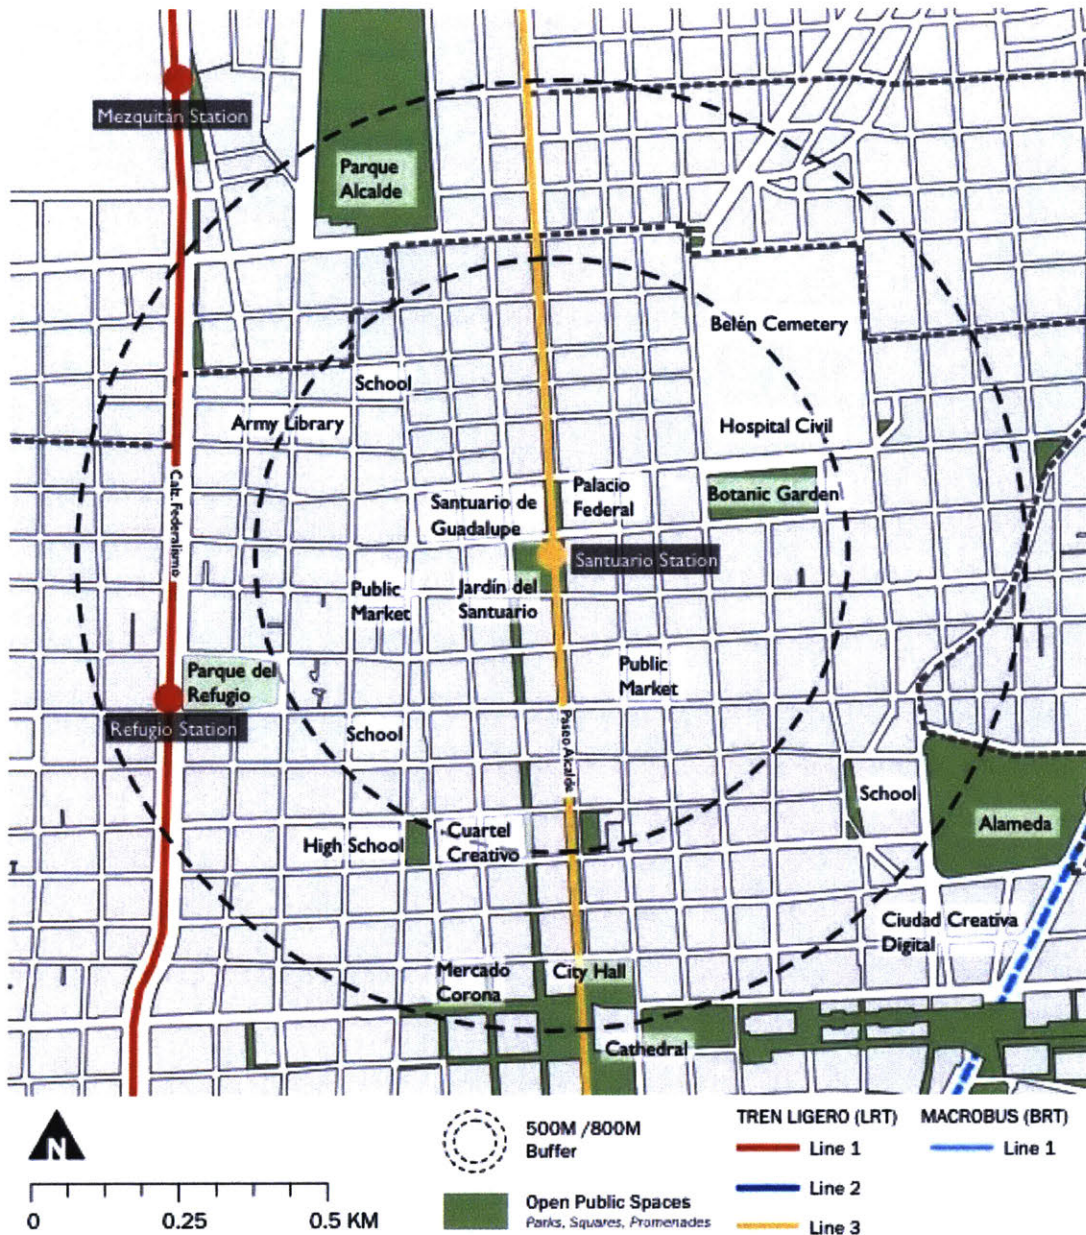 Mezquitán Station
Parque
Alcalde
Belén Cemetery
School
Army Library
Hospital Civil
Calz. Federalismo
Santuario de
Guadalupe
Palacio
Federal
Botanic Garden
Santuario Station
Public
Market
Jardín del
Santuario
Parque del
Refugio
Public
Market
Refugio Station
School
Paseo Alcalde
School
Alameda
High School
Cuartel
Creativo
Ciudad Creativa
Digital
Mercado
Corona
City Hall
Cathedral
N
0 0.25 0.5 KM
500M /800M
Buffer
Open Public Spaces
Parks, Squares, Promenades
TREN LIGERO (LRT)
Line 1
Line 2
Line 3
MACROBUS (BRT)
Line 1